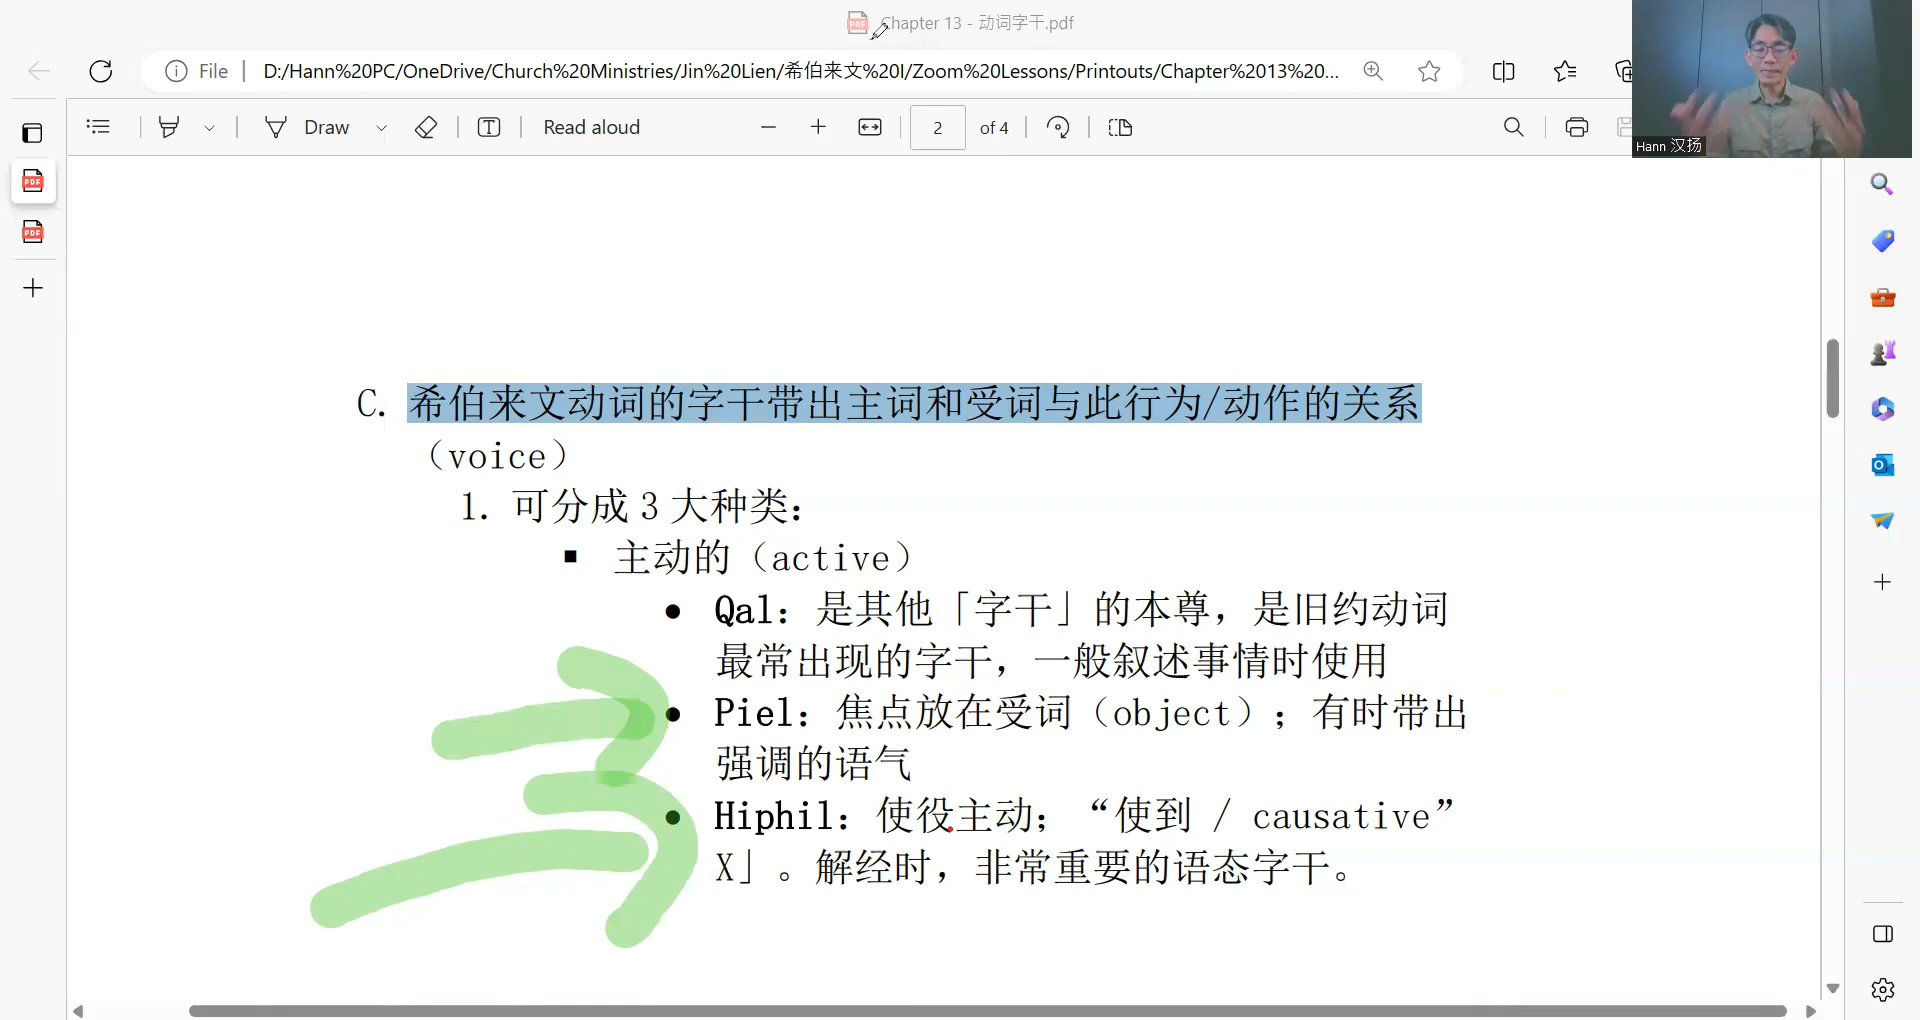 Chapter 13 - 动词字干.pdf
File
D:/Hann%20PC/OneDrive/Church%20Ministries/Jin%20Lien/希伯来文%20I/Zoom%20Lessons/Printouts/Chapter%2013%20...
Draw
Read aloud
2
of 4
Hann 汉扬
C. 希伯来文动词的字干带出主词和受词与此行为/动作的关系
（voice）
1. 可分成 3 大种类：
▪ 主动的（active）
● Qal：是其他「字干」的本尊，是旧约动词
最常出现的字干，一般叙述事情时使用
● Piel：焦点放在受词（object）；有时带出
强调的语气
● Hiphil：使役主动；“使到 / causative”
X」。解经时，非常重要的语态字干。